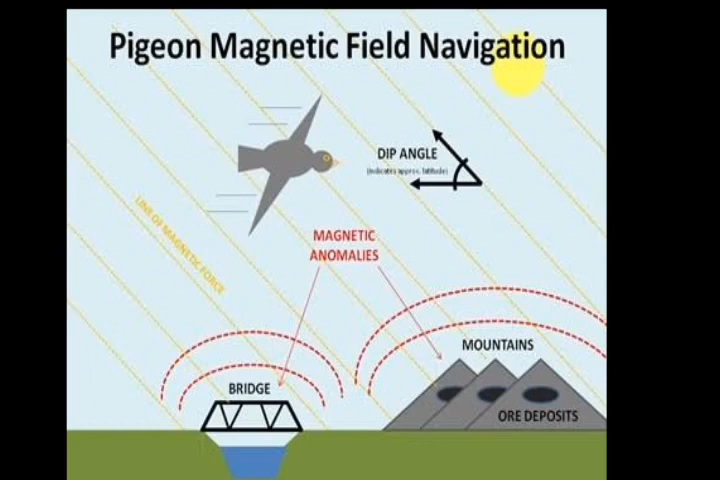 Pigeon Magnetic Field Navigation
DIP ANGLE
(indicates approx. latitude)
LINE OF MAGNETIC FORCE
MAGNETIC
ANOMALIES
MOUNTAINS
BRIDGE
ORE DEPOSITS